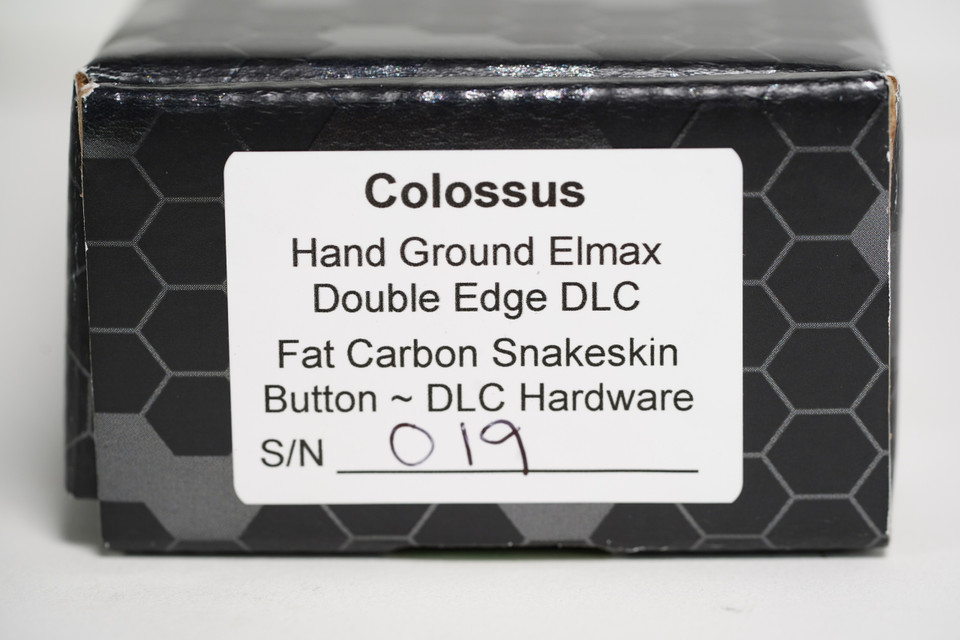 Colossus
Hand Ground Elmax
Double Edge DLC
Fat Carbon Snakeskin
Button ~ DLC Hardware
S/N 019